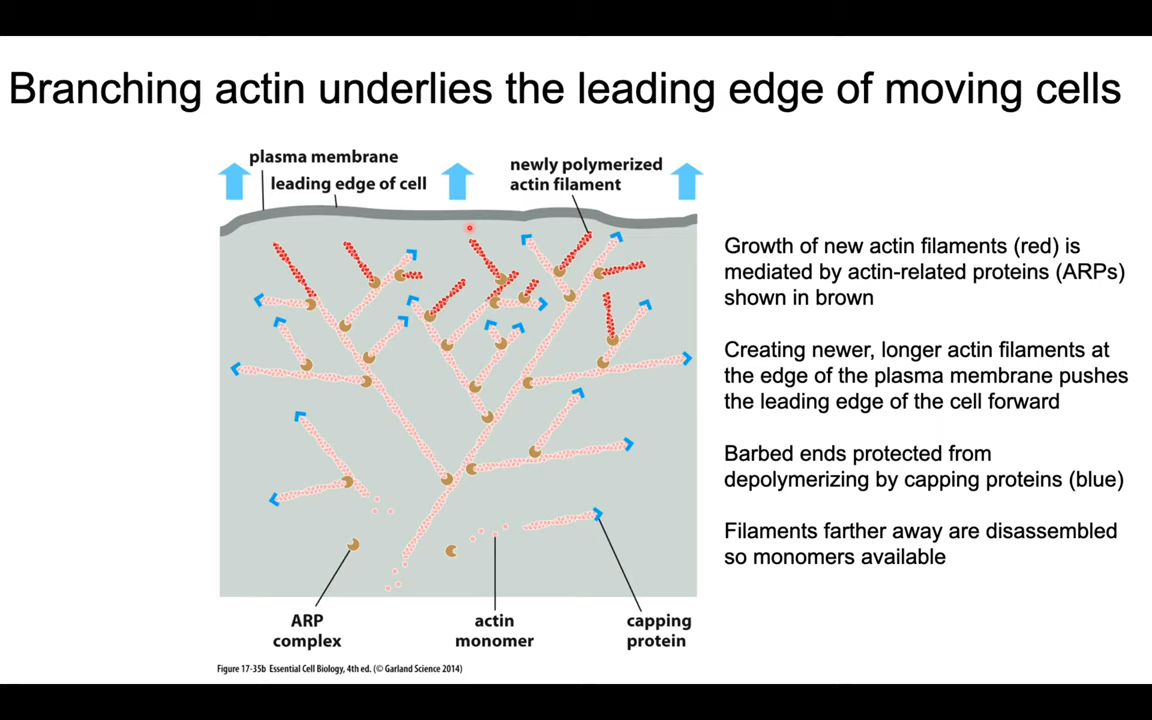 Branching actin underlies the leading edge of moving cells
plasma membrane
leading edge of cell
newly polymerized
actin filament
Growth of new actin filaments (red) is
mediated by actin-related proteins (ARPs)
shown in brown
Creating newer, longer actin filaments at
the edge of the plasma membrane pushes
the leading edge of the cell forward
Barbed ends protected from
depolymerizing by capping proteins (blue)
Filaments farther away are disassembled
so monomers available
ARP
complex
actin
monomer
capping
protein
Figure 17-35b Essential Cell Biology, 4th ed. (© Garland Science 2014)